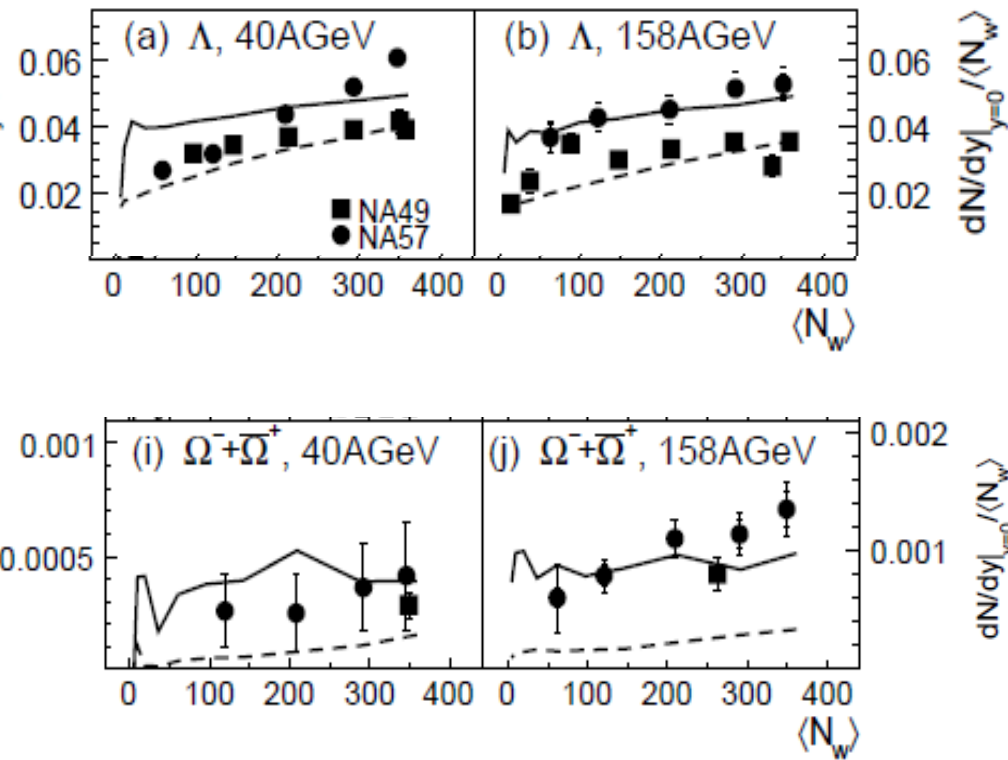 (a) Λ, 40AGeV
(b) Λ, 158AGeV
0.06
0.04
0.02
0.06
0.04
0.02
dN/dy|y=0/⟨Nw⟩
NA49
NA57
0 100 200 300 400
0 100 200 300 400
⟨Nw⟩
(i) Ω⁻+Ω̅⁺, 40AGeV
(j) Ω⁻+Ω̅⁺, 158AGeV
0.001
0.0005
0.002
0.001
dN/dy|y=0/⟨Nw⟩
0 100 200 300 400
0 100 200 300 400
⟨Nw⟩